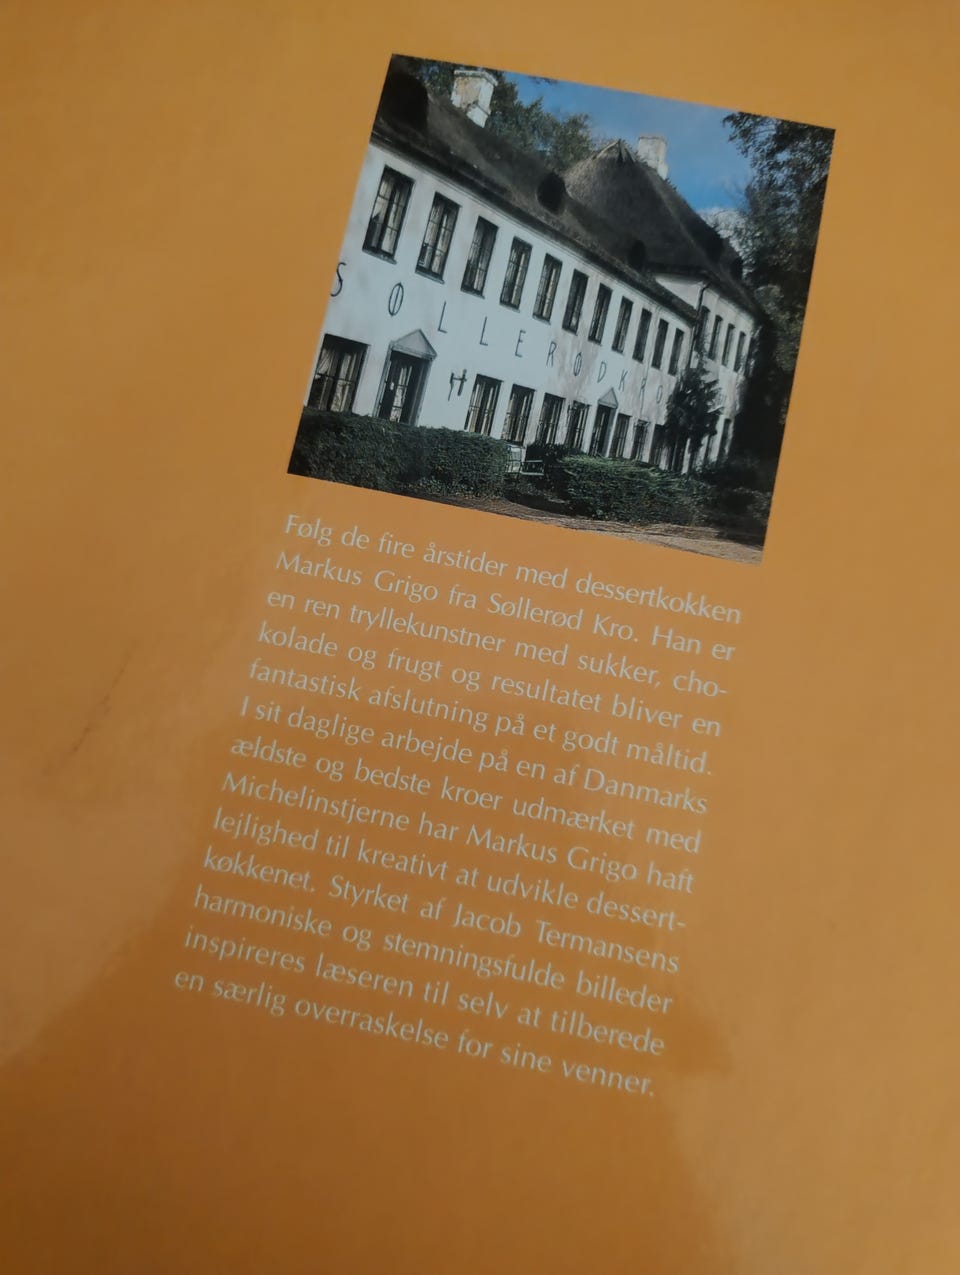 SØLLERØDKRO
Følg de fire årstider med dessertkokken
Markus Grigo fra Søllerød Kro. Han er
en ren tryllekunstner med sukker, cho-
kolade og frugt og resultatet bliver en
fantastisk afslutning på et godt måltid.
I sit daglige arbejde på en af Danmarks
ældste og bedste kroer udmærket med
Michelinstjerne har Markus Grigo haft
lejlighed til kreativt at udvikle dessert-
køkkenet. Styrket af Jacob Termansens
harmoniske og stemningsfulde billeder
inspireres læseren til selv at tilberede
en særlig overraskelse for sine venner.